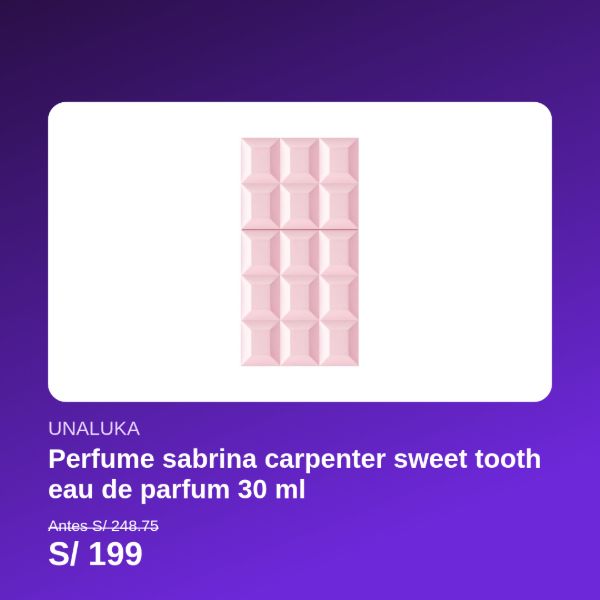 UNALUKA
Perfume sabrina carpenter sweet tooth
eau de parfum 30 ml
Antes S/ 248.75
S/ 199